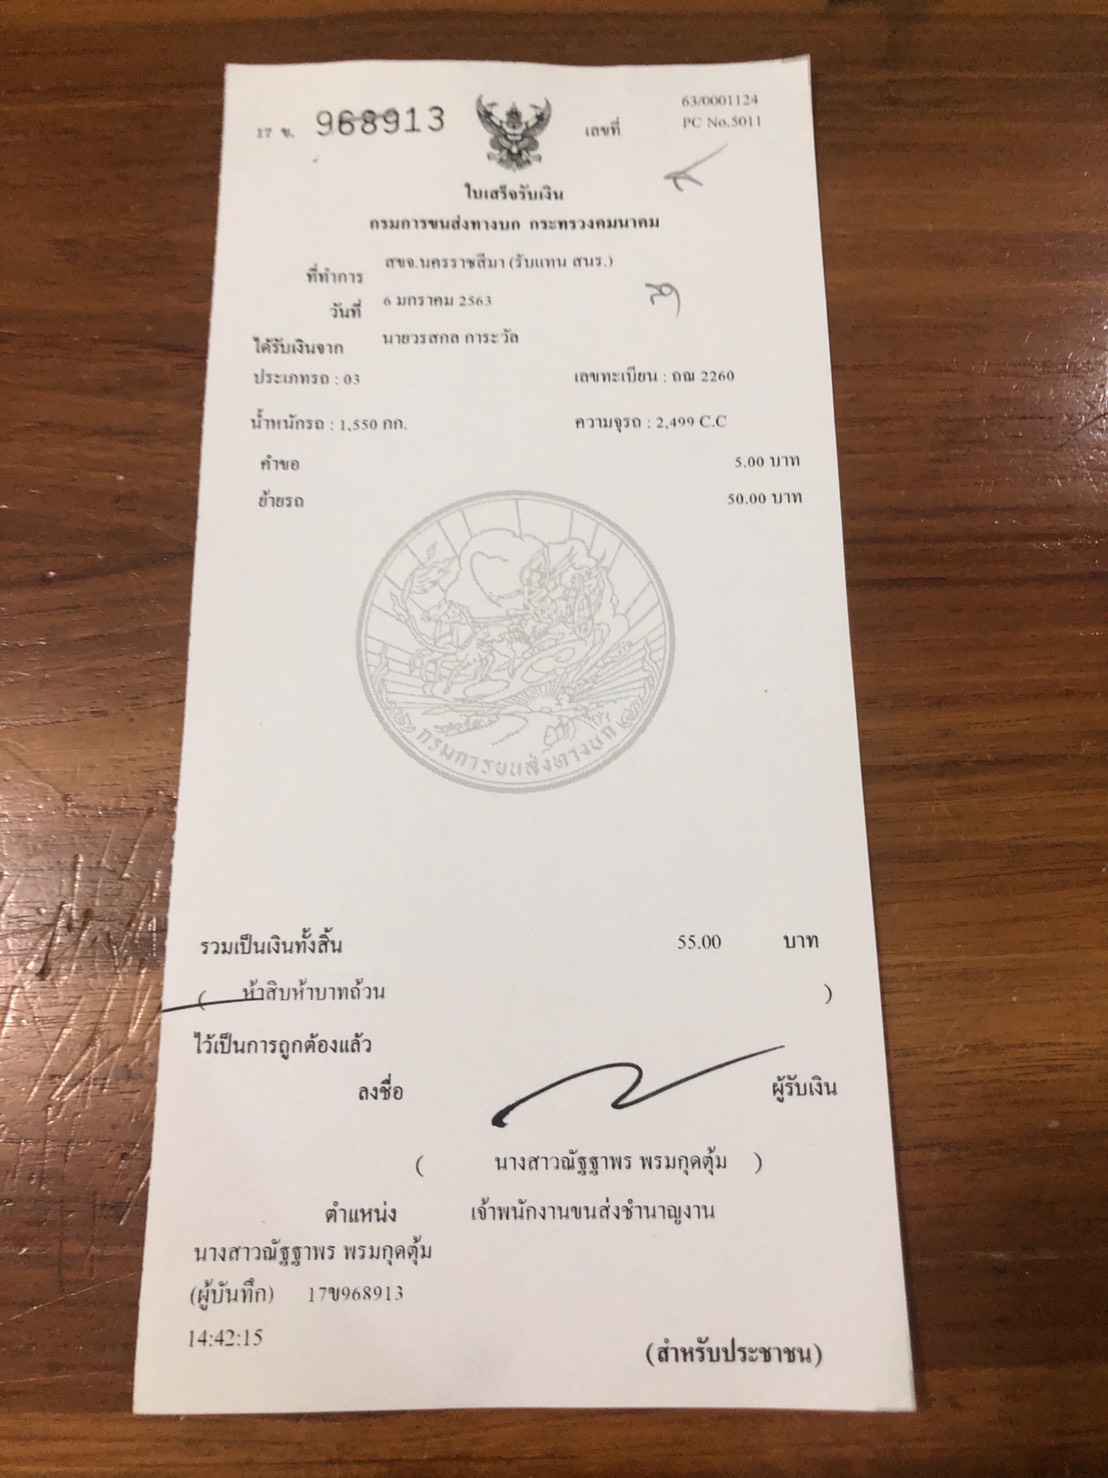 17 ข. 968913 เลขที่ 63/0001124
PC No.5011
ใบเสร็จรับเงิน
กรมการขนส่งทางบก กระทรวงคมนาคม
ที่ทำการ สขจ.นครราชสีมา (รับแทน สนร.)
วันที่ 6 มกราคม 2563
ได้รับเงินจาก นายวรสกล การะวัล
ประเภทรถ : 03 เลขทะเบียน : ถฌ 2260
น้ำหนักรถ : 1,550 กก. ความจุรถ : 2,499 C.C
คำขอ 5.00 บาท
ย้ายรถ 50.00 บาท
กรมการขนส่งทางบก
รวมเป็นเงินทั้งสิ้น 55.00 บาท
( ห้าสิบห้าบาทถ้วน )
ไว้เป็นการถูกต้องแล้ว
ลงชื่อ ผู้รับเงิน
( นางสาวณัฐฐาพร พรมกุดตุ้ม )
ตำแหน่ง เจ้าพนักงานขนส่งชำนาญงาน
นางสาวณัฐฐาพร พรมกุดตุ้ม
(ผู้บันทึก) 17ข968913
14:42:15
(สำหรับประชาชน)